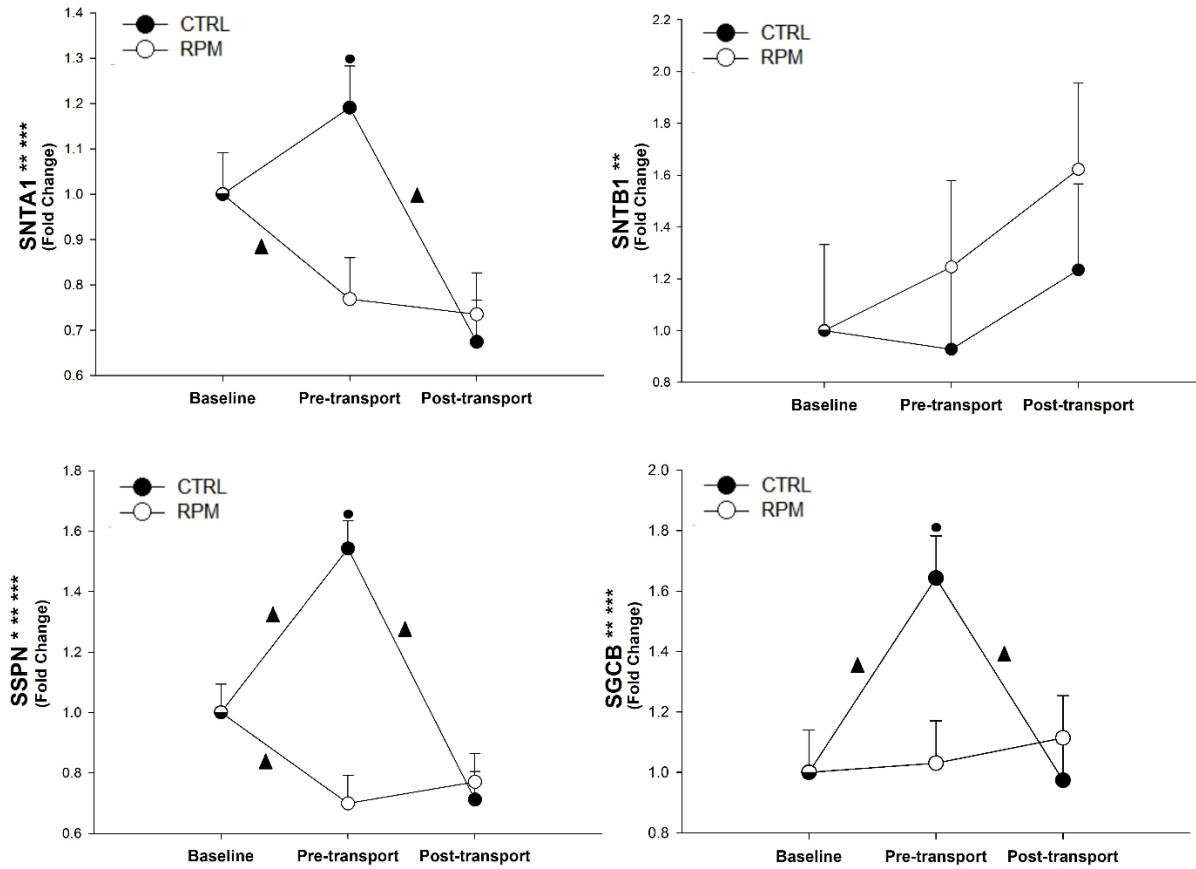 1.4
1.3
1.2
1.1
1.0
0.9
0.8
0.7
0.6
SNTA1 ** ***
(Fold Change)
CTRL
RPM
Baseline Pre-transport Post-transport
2.2
2.0
1.8
1.6
1.4
1.2
1.0
0.8
SNTB1 **
(Fold Change)
CTRL
RPM
Baseline Pre-transport Post-transport
1.8
1.6
1.4
1.2
1.0
0.8
0.6
SSPN * ** ***
(Fold Change)
CTRL
RPM
Baseline Pre-transport Post-transport
2.0
1.8
1.6
1.4
1.2
1.0
0.8
SGCB ** ***
(Fold Change)
CTRL
RPM
Baseline Pre-transport Post-transport